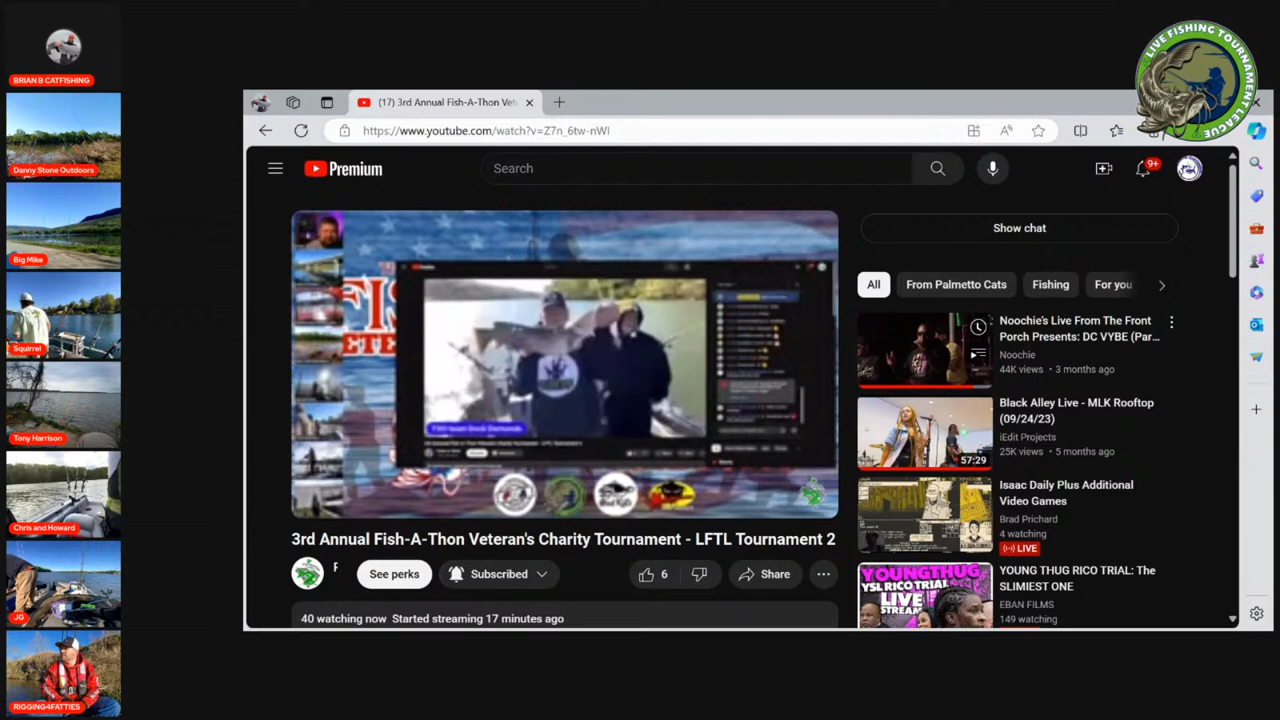 BRIAN B CATFISHING
Danny Stone Outdoors
Big Mike
Squirrel
Tony Harrison
Chris and Howard
JG
RIGGING4FATTIES
LIVE FISHING TOURNAMENT LEAGUE
(17) 3rd Annual Fish-A-Thon Vet
https://www.youtube.com/watch?v=Z7n_6tw-nWI
Premium
Search
9+
3rd Annual Fish-A-Thon Veteran's Charity Tournament - LFTL Tournament 2
See perks
Subscribed
6
Share
40 watching now Started streaming 17 minutes ago
Show chat
All
From Palmetto Cats
Fishing
For you
Noochie's Live From The Front
Porch Presents: DC VYBE (Par...
Noochie
44K views • 3 months ago
Black Alley Live - MLK Rooftop
(09/24/23)
iEdit Projects
25K views • 5 months ago
57:29
Isaac Daily Plus Additional
Video Games
Brad Prichard
4 watching
LIVE
YOUNG THUG RICO TRIAL: The
SLIMIEST ONE
EBAN FILMS
149 watching
YOUNGTHUG
YSL RICO TRIAL
LIVE
STREAM